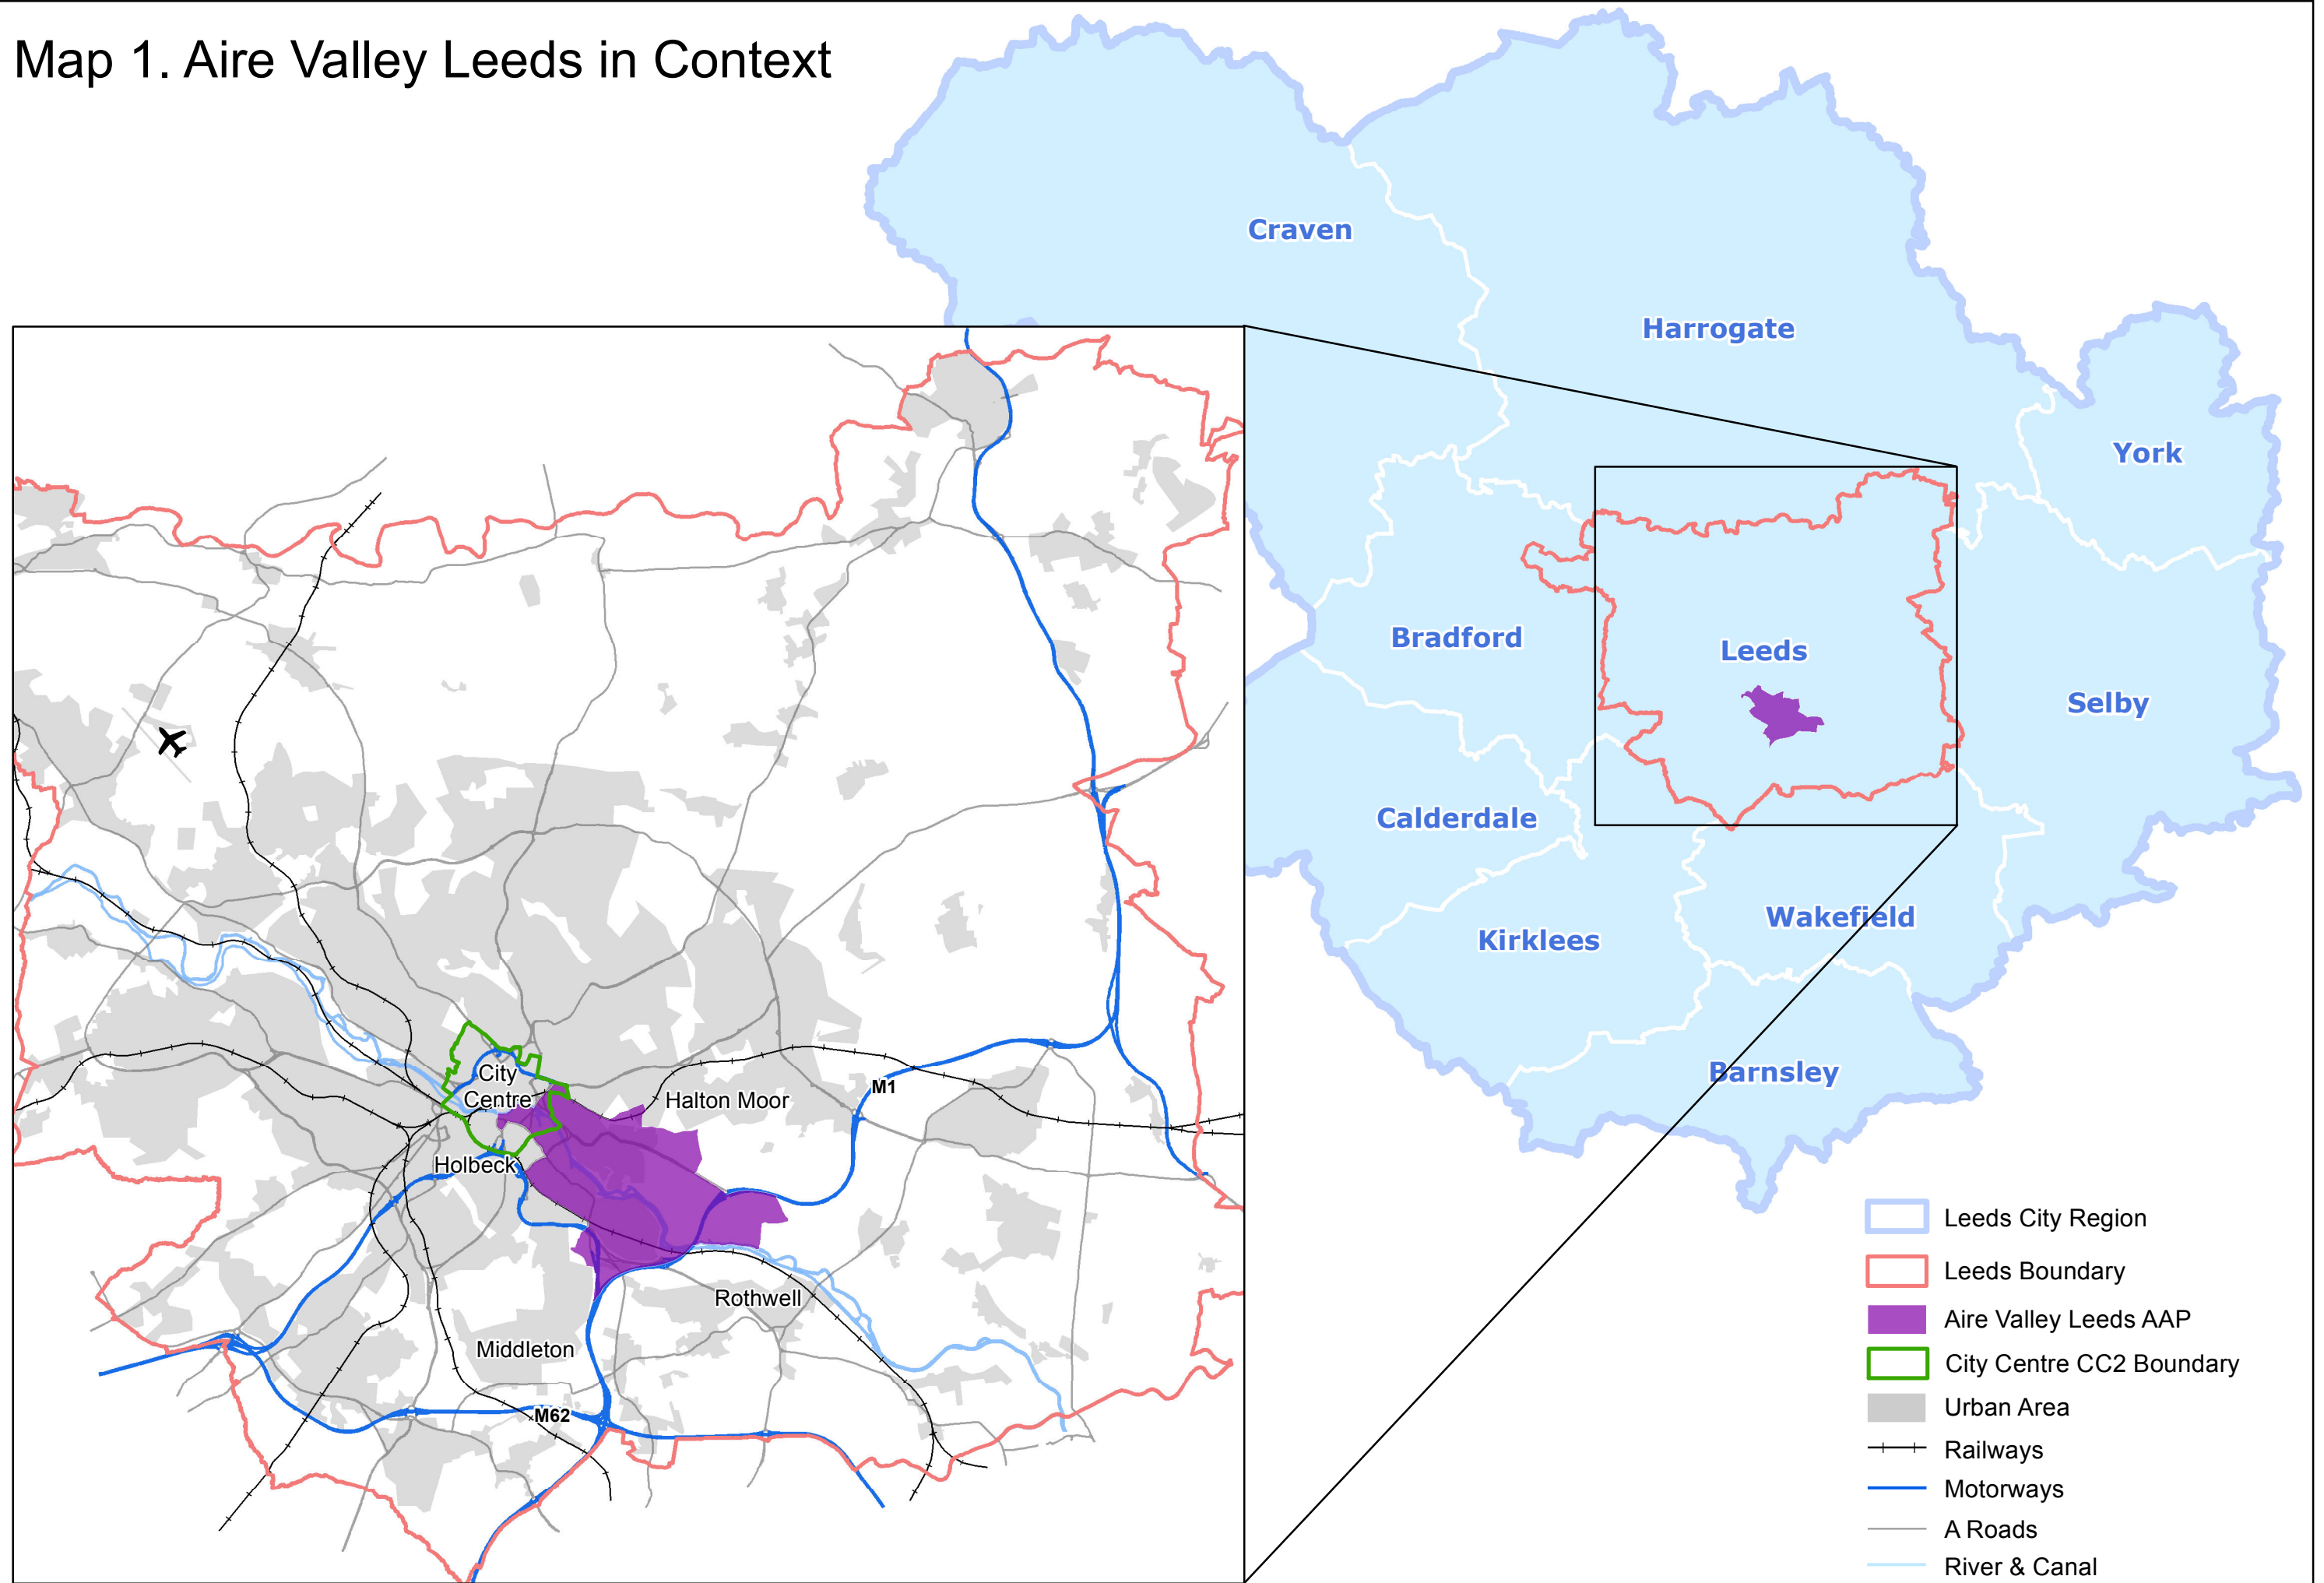 Map 1. Aire Valley Leeds in Context
Craven
Harrogate
York
Bradford
Leeds
Selby
Calderdale
Wakefield
Kirklees
Barnsley
City
Centre
Halton Moor
M1
Holbeck
Rothwell
Middleton
M62
Leeds City Region
Leeds Boundary
Aire Valley Leeds AAP
City Centre CC2 Boundary
Urban Area
Railways
Motorways
A Roads
River & Canal